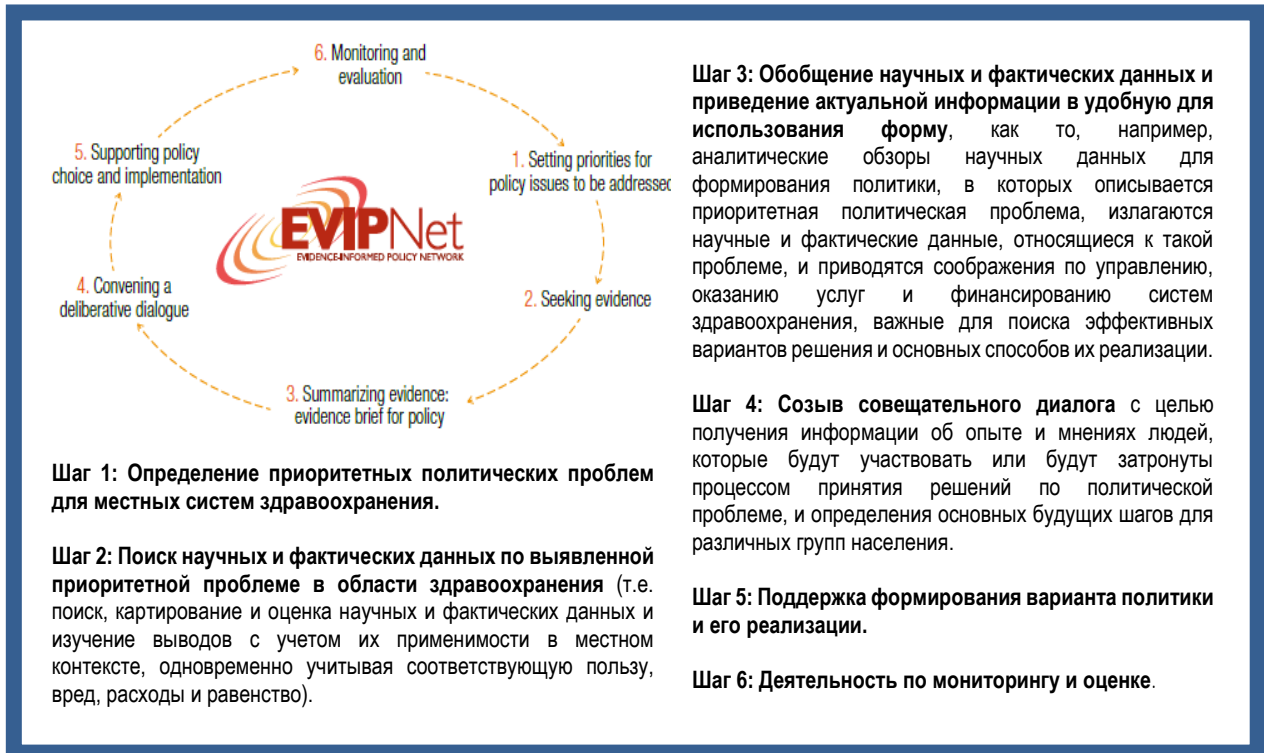 6. Monitoring and
evaluation
5. Supporting policy
choice and implementation
1. Setting priorities for
policy issues to be addressed
EVIPNet
EVIDENCE-INFORMED POLICY NETWORK
4. Convening a
deliberative dialogue
2. Seeking evidence
3. Summarizing evidence:
evidence brief for policy
Шаг 1: Определение приоритетных политических проблем
для местных систем здравоохранения.
Шаг 2: Поиск научных и фактических данных по выявленной
приоритетной проблеме в области здравоохранения (т.е.
поиск, картирование и оценка научных и фактических данных и
изучение выводов с учетом их применимости в местном
контексте, одновременно учитывая соответствующую пользу,
вред, расходы и равенство).
Шаг 3: Обобщение научных и фактических данных и
приведение актуальной информации в удобную для
использования форму, как то, например,
аналитические обзоры научных данных для
формирования политики, в которых описывается
приоритетная политическая проблема, излагаются
научные и фактические данные, относящиеся к такой
проблеме, и приводятся соображения по управлению,
оказанию услуг и финансированию систем
здравоохранения, важные для поиска эффективных
вариантов решения и основных способов их реализации.
Шаг 4: Созыв совещательного диалога с целью
получения информации об опыте и мнениях людей,
которые будут участвовать или будут затронуты
процессом принятия решений по политической
проблеме, и определения основных будущих шагов для
различных групп населения.
Шаг 5: Поддержка формирования варианта политики
и его реализации.
Шаг 6: Деятельность по мониторингу и оценке.